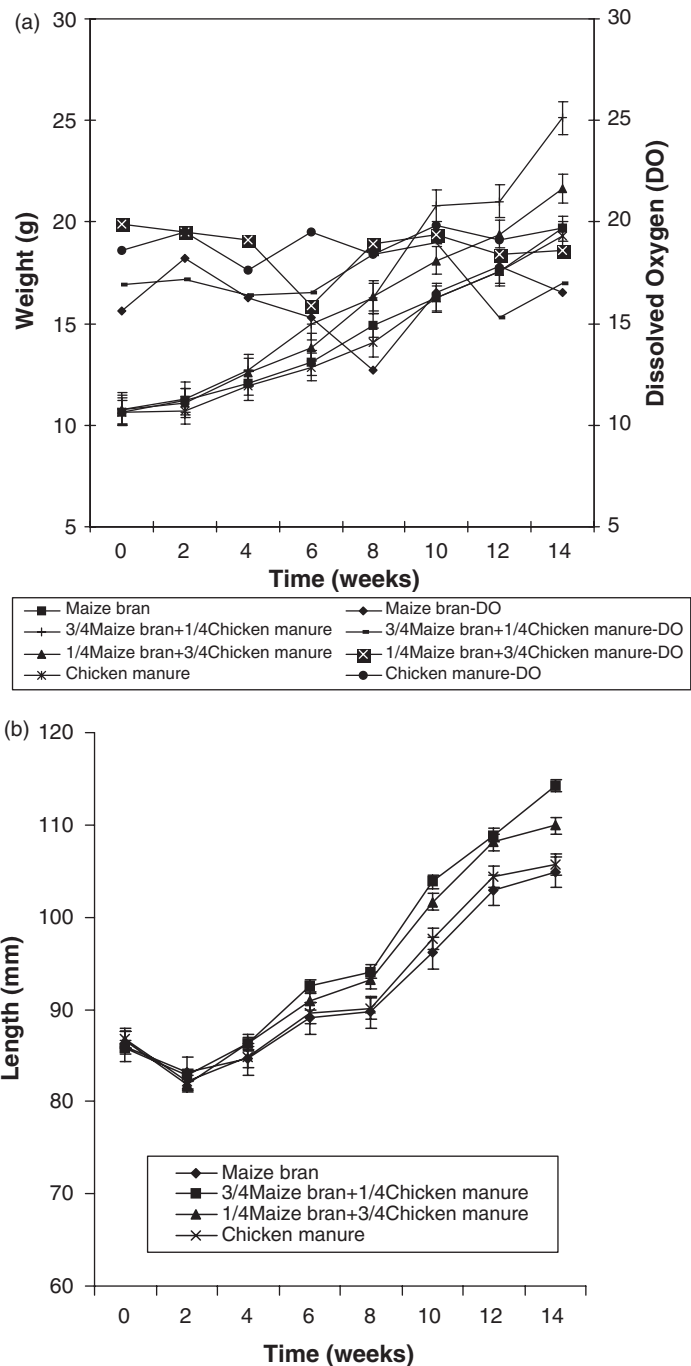 (a)
30
25
20
15
10
5
Weight (g)
30
25
20
15
10
5
Dissolved Oxygen (DO)
0 2 4 6 8 10 12 14
Time (weeks)
Maize bran
Maize bran-DO
3/4Maize bran+1/4Chicken manure
3/4Maize bran+1/4Chicken manure-DO
1/4Maize bran+3/4Chicken manure
1/4Maize bran+3/4Chicken manure-DO
Chicken manure
Chicken manure-DO
(b)
120
110
100
90
80
70
60
Length (mm)
Maize bran
3/4Maize bran+1/4Chicken manure
1/4Maize bran+3/4Chicken manure
Chicken manure
0 2 4 6 8 10 12 14
Time (weeks)